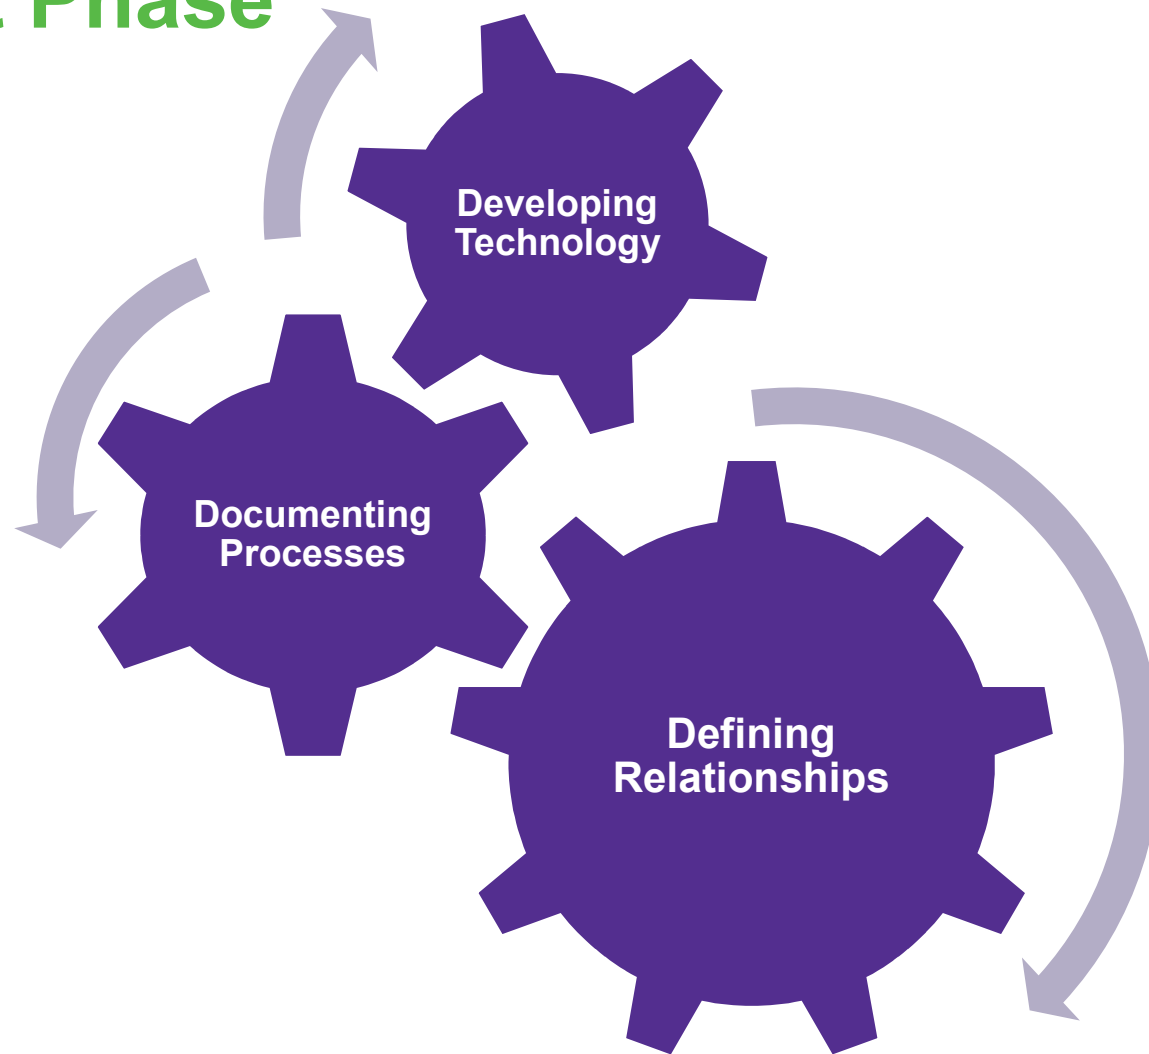 Phase
Developing
Technology
Documenting
Processes
Defining
Relationships